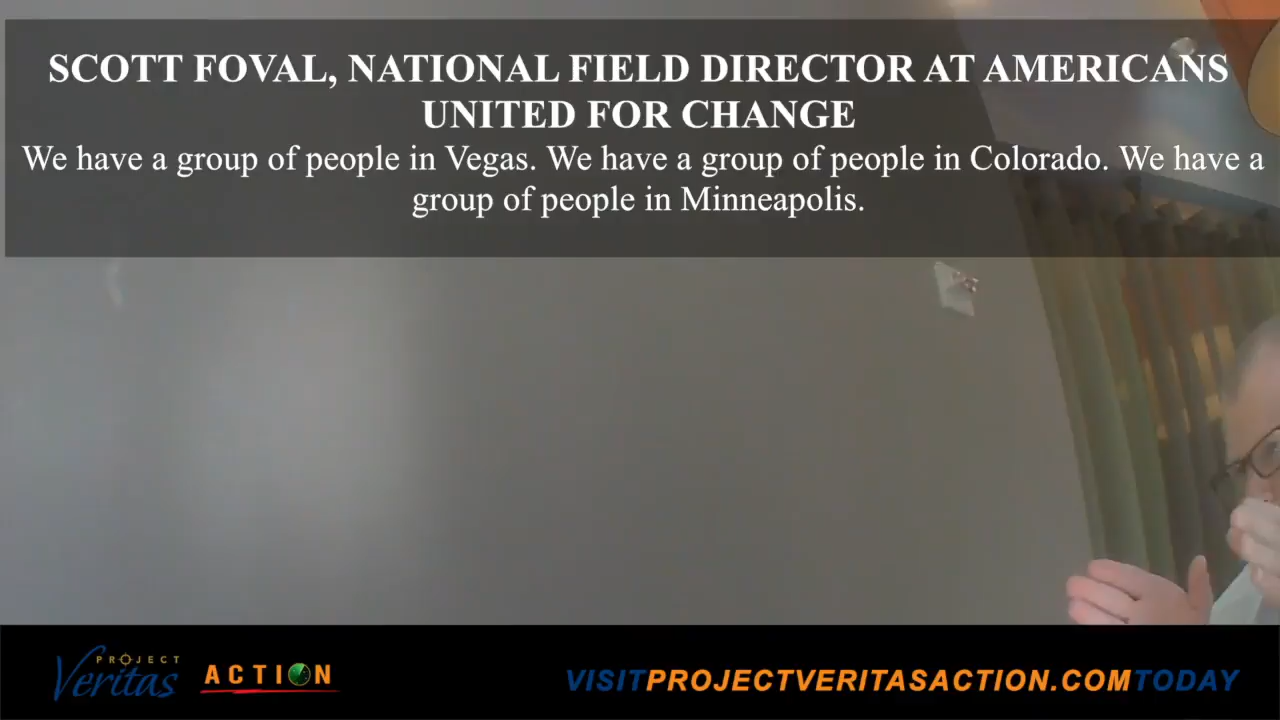 SCOTT FOVAL, NATIONAL FIELD DIRECTOR AT AMERICANS
UNITED FOR CHANGE
We have a group of people in Vegas. We have a group of people in Colorado. We have a
group of people in Minneapolis.
PROJECT
Veritas ACTION
VISITPROJECTVERITASACTION.COMTODAY